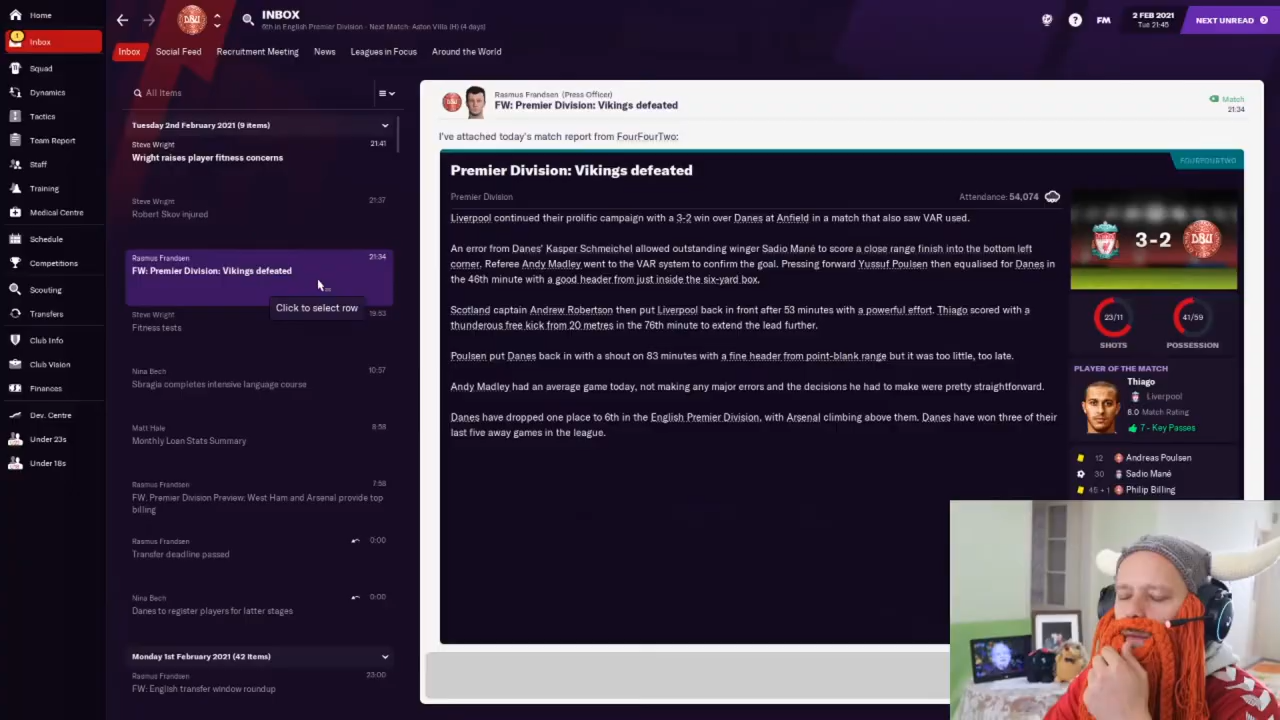 Home
INBOX
6th in English Premier Division - Next Match: Aston Villa (H) (4 days)
FM
2 FEB 2021
Tue 21:45
NEXT UNREAD
1
Inbox
Inbox
Social Feed
Recruitment Meeting
News
Leagues in Focus
Around the World
Squad
Dynamics
Tactics
Team Report
Staff
Training
Medical Centre
Schedule
Competitions
Scouting
Transfers
Club Info
Club Vision
Finances
Dev. Centre
Under 23s
Under 18s
All Items
Tuesday 2nd February 2021 (9 items)
Steve Wright
21:41
Wright raises player fitness concerns
Steve Wright
21:37
Robert Skov injured
Rasmus Frandsen
21:34
FW: Premier Division: Vikings defeated
Click to select row
Steve Wright
19:53
Fitness tests
Nina Bech
10:57
Sbragia completes intensive language course
Matt Hale
8:58
Monthly Loan Stats Summary
Rasmus Frandsen
7:58
FW: Premier Division Preview: West Ham and Arsenal provide top
billing
Rasmus Frandsen
0:00
Transfer deadline passed
Nina Bech
0:00
Danes to register players for latter stages
Monday 1st February 2021 (42 items)
Rasmus Frandsen
23:00
FW: English transfer window roundup
Rasmus Frandsen (Press Officer)
FW: Premier Division: Vikings defeated
Match
21:34
I've attached today's match report from FourFourTwo:
FOURFOURTWO
Premier Division: Vikings defeated
Premier Division
Attendance: 54,074
Liverpool continued their prolific campaign with a 3-2 win over Danes at Anfield in a match that also saw VAR used.
An error from Danes' Kasper Schmeichel allowed outstanding winger Sadio Mané to score a close range finish into the bottom left
corner. Referee Andy Madley went to the VAR system to confirm the goal. Pressing forward Yussuf Poulsen then equalised for Danes in
the 46th minute with a good header from just inside the six-yard box.
Scotland captain Andrew Robertson then put Liverpool back in front after 53 minutes with a powerful effort. Thiago scored with a
thunderous free kick from 20 metres in the 76th minute to extend the lead further.
Poulsen put Danes back in with a shout on 83 minutes with a fine header from point-blank range but it was too little, too late.
Andy Madley had an average game today, not making any major errors and the decisions he had to make were pretty straightforward.
Danes have dropped one place to 6th in the English Premier Division, with Arsenal climbing above them. Danes have won three of their
last five away games in the league.
3-2
DBU
23/11
SHOTS
41/59
POSSESSION
PLAYER OF THE MATCH
Thiago
Liverpool
8.0 Match Rating
7 - Key Passes
12 Andreas Poulsen
30 Sadio Mané
45 + 1 Philip Billing